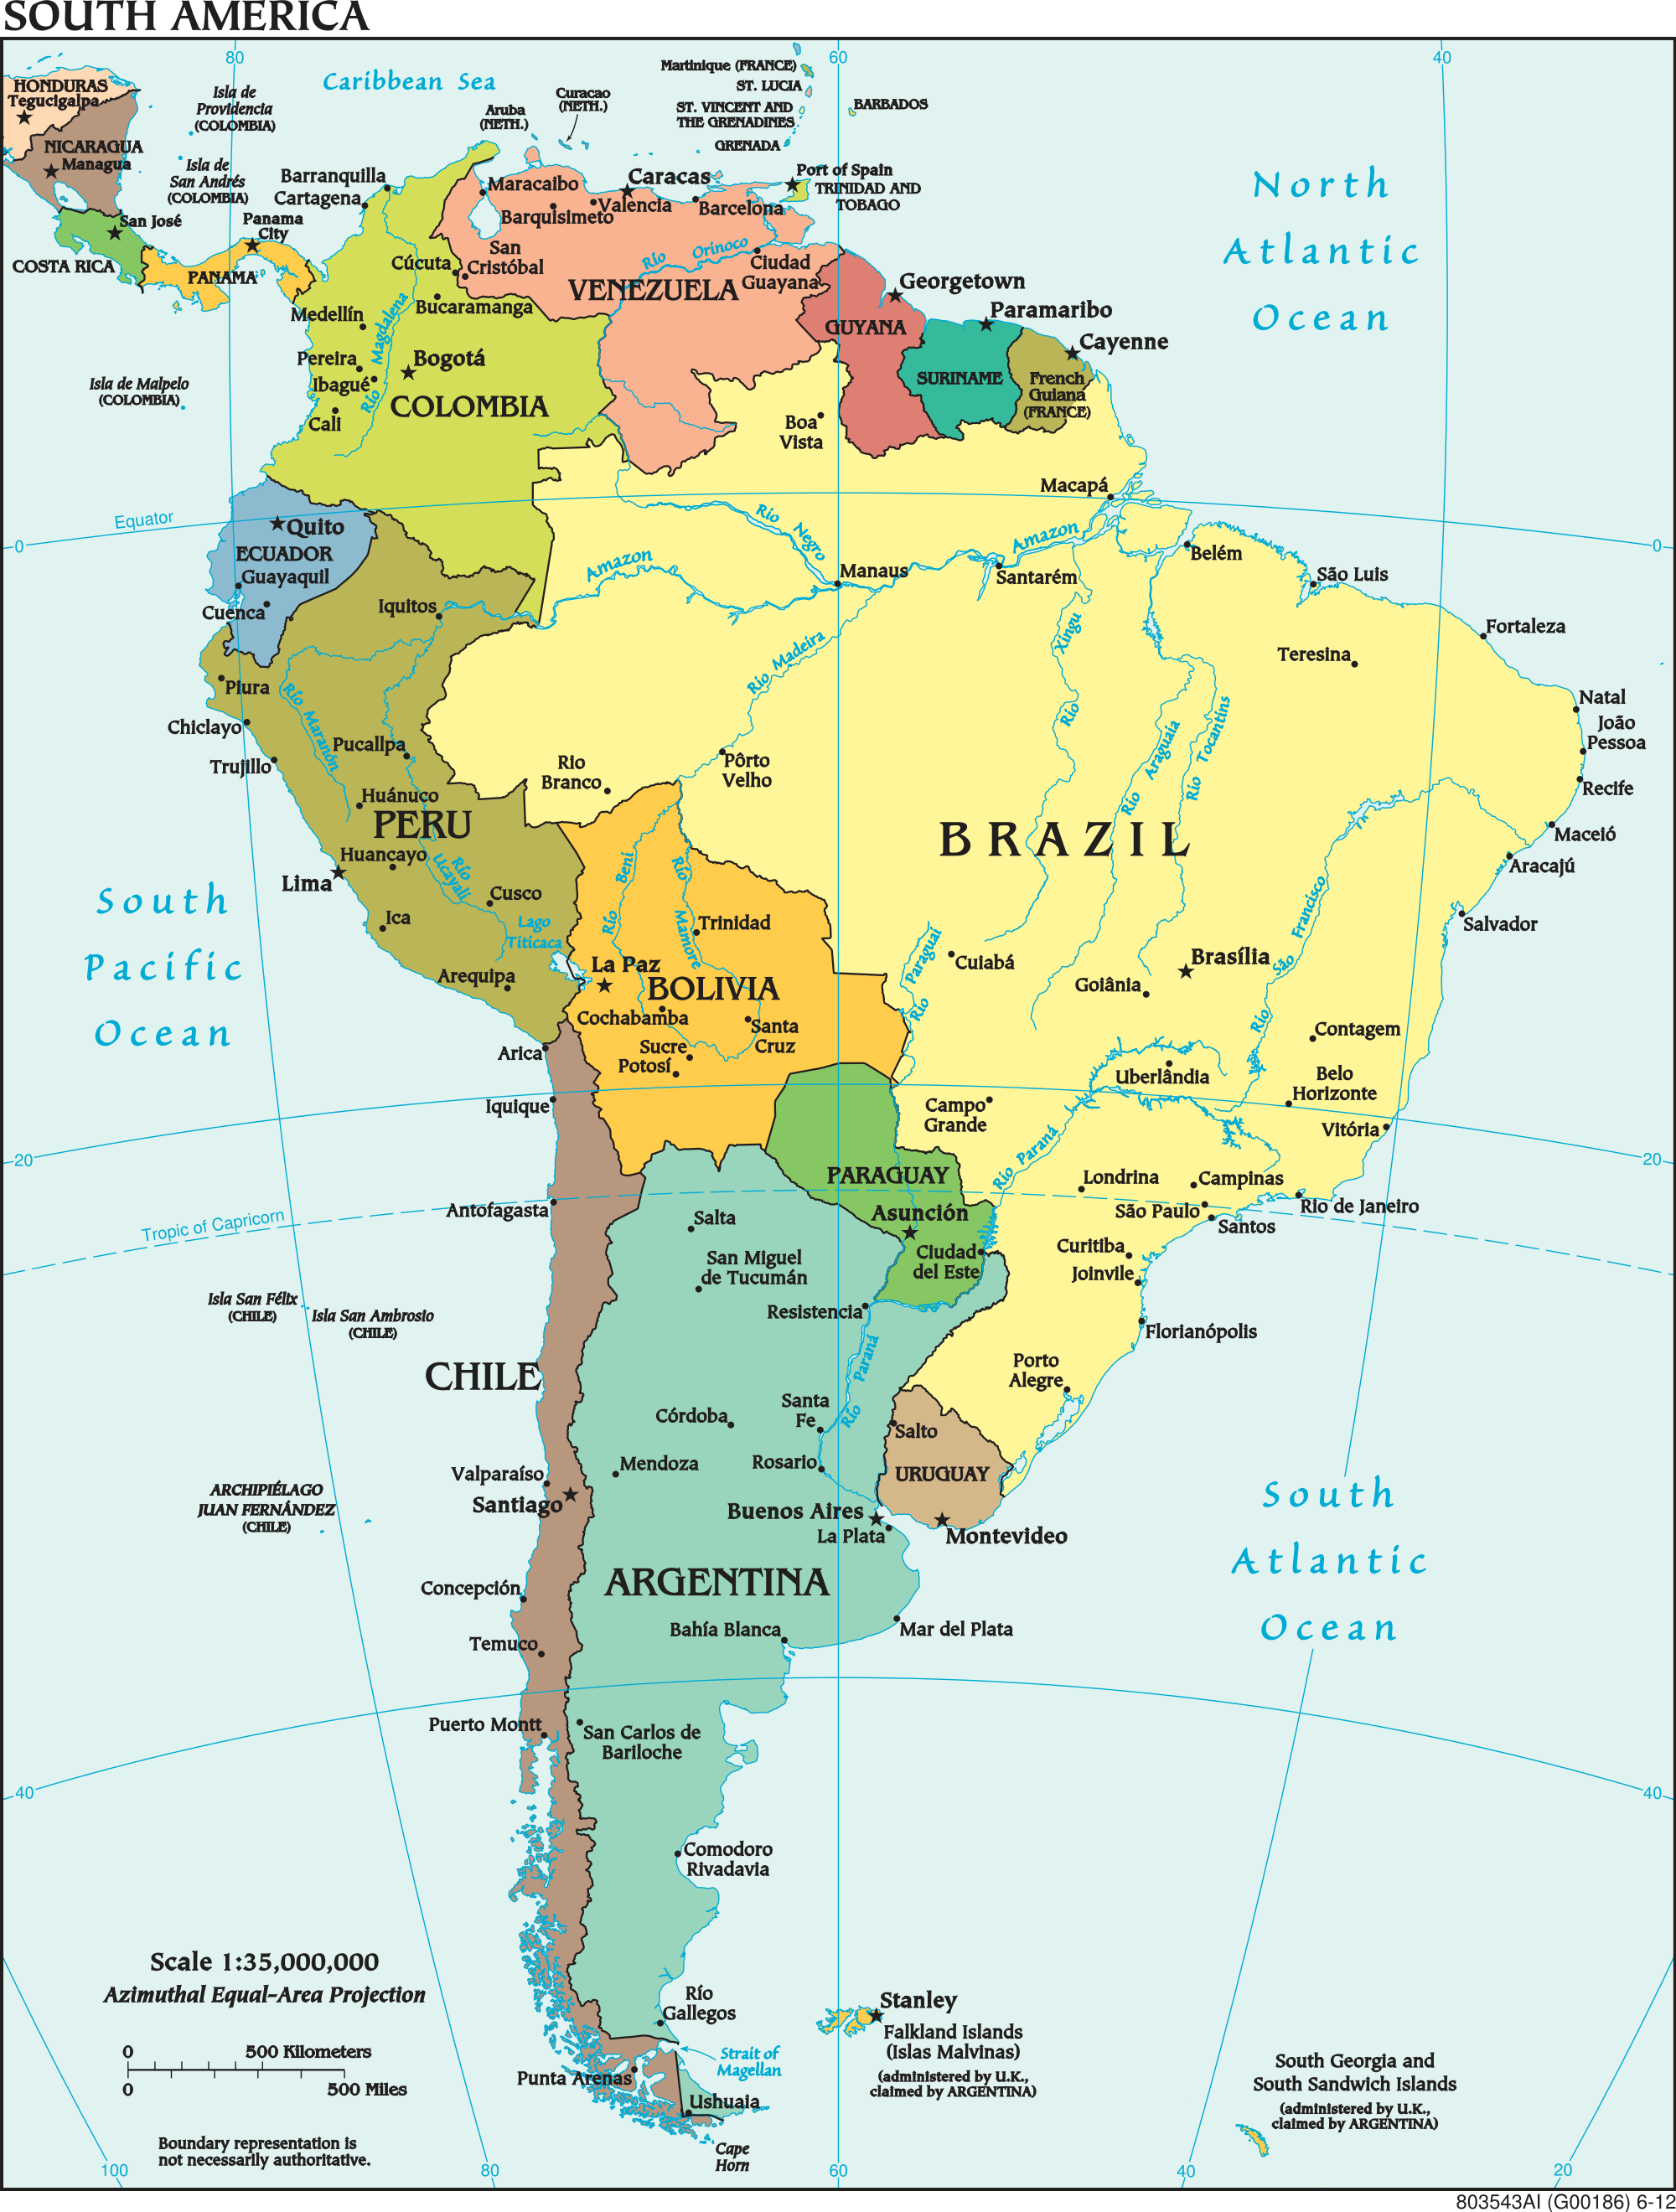 SOUTH AMERICA
80
60
40
Caribbean Sea
HONDURAS
Tegucigalpa
NICARAGUA
Managua
Isla de
Providencia
(COLOMBIA)
Isla de
San Andrés
(COLOMBIA)
San José
COSTA RICA
Panama
City
PANAMA
Aruba
(NETH.)
Curacao
(NETH.)
Martinique (FRANCE)
ST. LUCIA
ST. VINCENT AND
THE GRENADINES
BARBADOS
GRENADA
Port of Spain
TRINIDAD AND
TOBAGO
North
Atlantic
Ocean
Barranquilla
Cartagena
Maracaibo
Caracas
Barquisimeto
Valencia
Barcelona
San
Cristóbal
Cúcuta
Río Orinoco
Ciudad
Guayana
VENEZUELA
Bucaramanga
Medellín
Río Magdalena
Pereira
Ibagué
Bogotá
Cali
COLOMBIA
Isla de Malpelo
(COLOMBIA)
Georgetown
GUYANA
Paramaribo
SURINAME
Cayenne
French
Guiana
(FRANCE)
Boa
Vista
Macapá
Equator
0
0
Quito
ECUADOR
Guayaquil
Cuenca
Iquitos
Río Negro
Amazon
Amazon
Manaus
Santarém
Belém
São Luis
Fortaleza
Teresina
Natal
João
Pessoa
Recife
Maceió
Aracajú
Salvador
Piura
Chiclayo
Trujillo
Río Maranón
Pucallpa
Huánuco
PERU
Huancayo
Lima
Río Ucayali
Cusco
Ica
Lago
Titicaca
Arequipa
Rio
Branco
Pôrto
Velho
Rio Madeira
Rio Xingu
Rio Araguaia
Rio Tocantins
BRAZIL
São Francisco
Rio
South
Pacific
Ocean
Río Beni
Río Mamore
Trinidad
La Paz
BOLIVIA
Cochabamba
Santa
Cruz
Sucre
Potosí
Rio Paraguaí
Cuiabá
Brasília
Goiânia
Contagem
Uberlândia
Belo
Horizonte
Campo
Grande
Vitória
Arica
Iquique
20
20
Antofagasta
Tropic of Capricorn
PARAGUAY
Asunción
Ciudad
del Este
Rio Paraná
Londrina
Campinas
São Paulo
Rio de Janeiro
Santos
Curitiba
Joinvile
Florianópolis
Porto
Alegre
Salta
San Miguel
de Tucumán
Resistencia
Río Paraná
Isla San Félix
(CHILE)
Isla San Ambrosio
(CHILE)
CHILE
Córdoba
Santa
Fe
Salto
Mendoza
Rosario
URUGUAY
Valparaíso
Santiago
Buenos Aires
La Plata
Montevideo
ARCHIPIÉLAGO
JUAN FERNÁNDEZ
(CHILE)
South
Atlantic
Ocean
Concepción
ARGENTINA
Temuco
Bahía Blanca
Mar del Plata
Puerto Montt
San Carlos de
Bariloche
40
40
Comodoro
Rivadavia
Scale 1:35,000,000
Azimuthal Equal-Area Projection
0
500 Kilometers
0
500 Miles
Boundary representation is
not necessarily authoritative.
Río
Gallegos
Strait of
Magellan
Punta Arenas
Ushuaia
Cape
Horn
Stanley
Falkland Islands
(Islas Malvinas)
(administered by U.K.,
claimed by ARGENTINA)
South Georgia and
South Sandwich Islands
(administered by U.K.,
claimed by ARGENTINA)
100
80
60
40
20
803543AI (G00186) 6-12